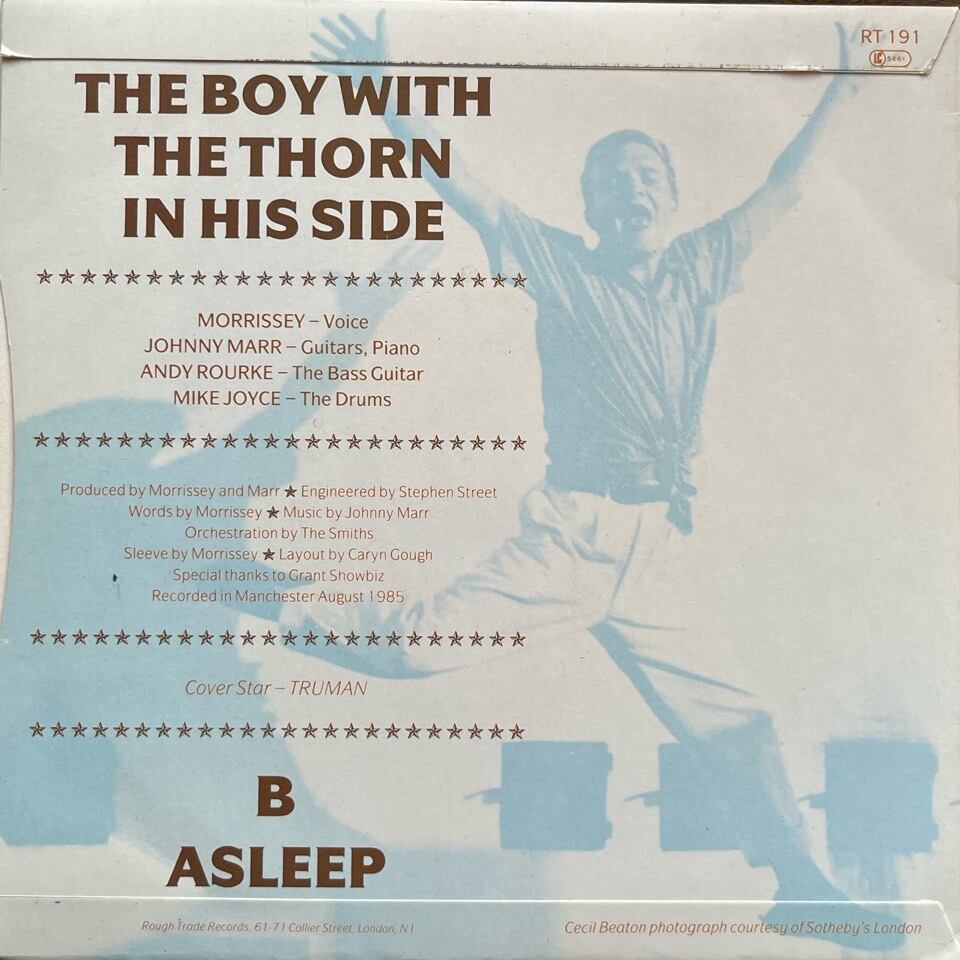 RT 191
LC 5661
THE BOY WITH
THE THORN
IN HIS SIDE
MORRISSEY – Voice
JOHNNY MARR – Guitars, Piano
ANDY ROURKE – The Bass Guitar
MIKE JOYCE – The Drums
Produced by Morrissey and Marr ★ Engineered by Stephen Street
Words by Morrissey ★ Music by Johnny Marr
Orchestration by The Smiths
Sleeve by Morrissey ★ Layout by Caryn Gough
Special thanks to Grant Showbiz
Recorded in Manchester August 1985
Cover Star – TRUMAN
B
ASLEEP
Rough Trade Records, 61-71 Collier Street, London, N1
Cecil Beaton photograph courtesy of Sotheby's London